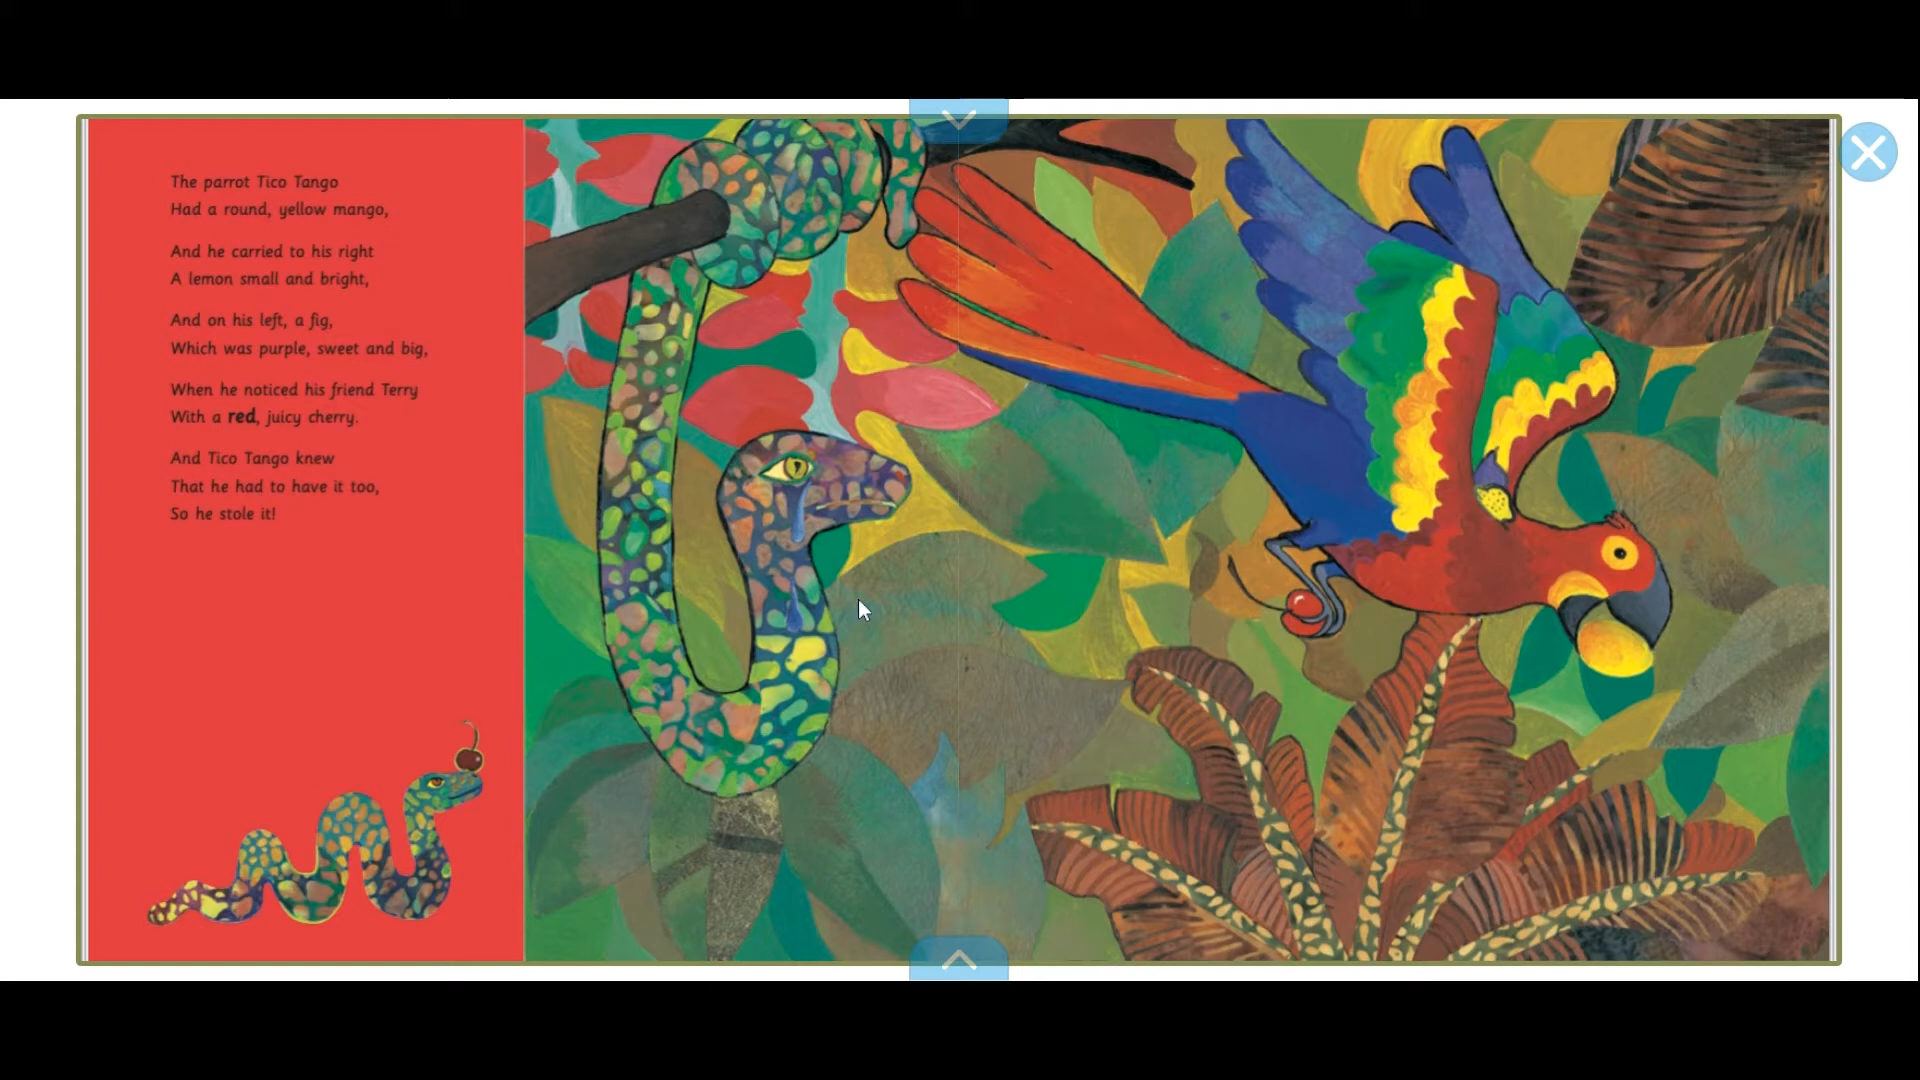 The parrot Tico Tango
Had a round, yellow mango,
And he carried to his right
A lemon small and bright,
And on his left, a fig,
Which was purple, sweet and big,
When he noticed his friend Terry
With a red, juicy cherry.
And Tico Tango knew
That he had to have it too,
So he stole it!